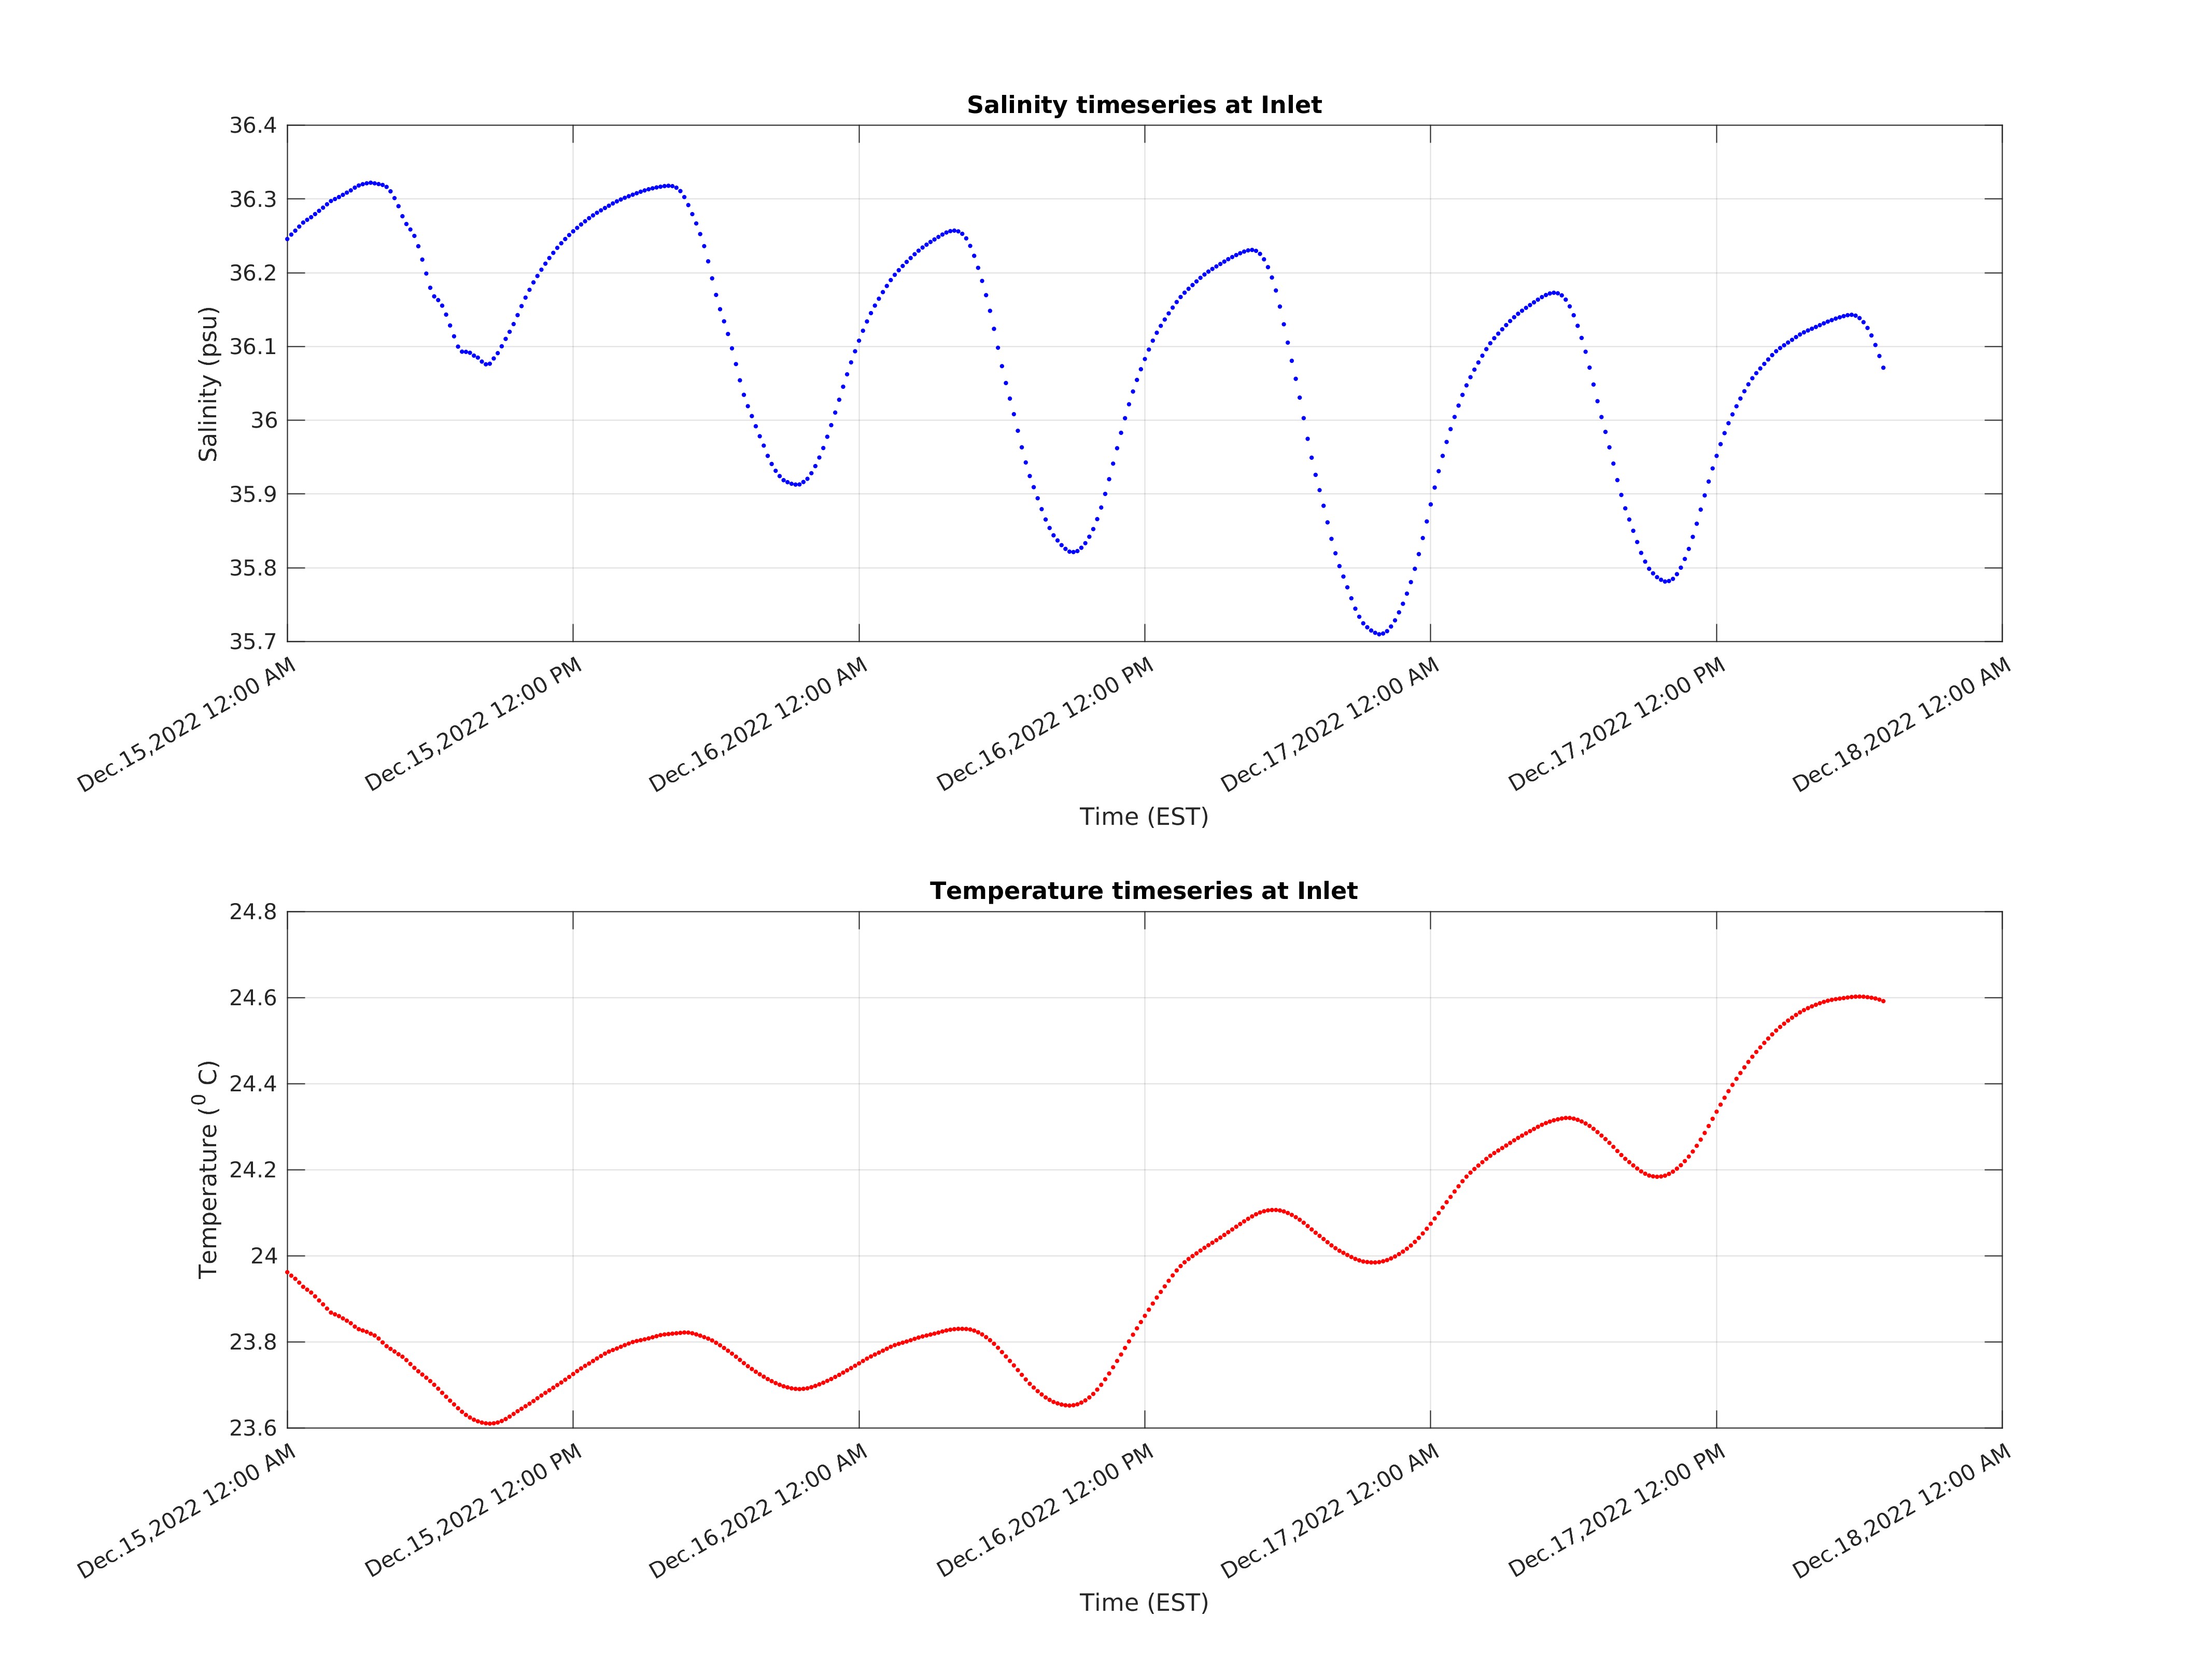 Salinity timeseries at Inlet
36.4
36.3
36.2
36.1
36
35.9
35.8
35.7
Salinity (psu)
Dec.15,2022 12:00 AM
Dec.15,2022 12:00 PM
Dec.16,2022 12:00 AM
Dec.16,2022 12:00 PM
Dec.17,2022 12:00 AM
Dec.17,2022 12:00 PM
Dec.18,2022 12:00 AM
Time (EST)
Temperature timeseries at Inlet
24.8
24.6
24.4
24.2
24
23.8
23.6
Temperature (⁰ C)
Dec.15,2022 12:00 AM
Dec.15,2022 12:00 PM
Dec.16,2022 12:00 AM
Dec.16,2022 12:00 PM
Dec.17,2022 12:00 AM
Dec.17,2022 12:00 PM
Dec.18,2022 12:00 AM
Time (EST)